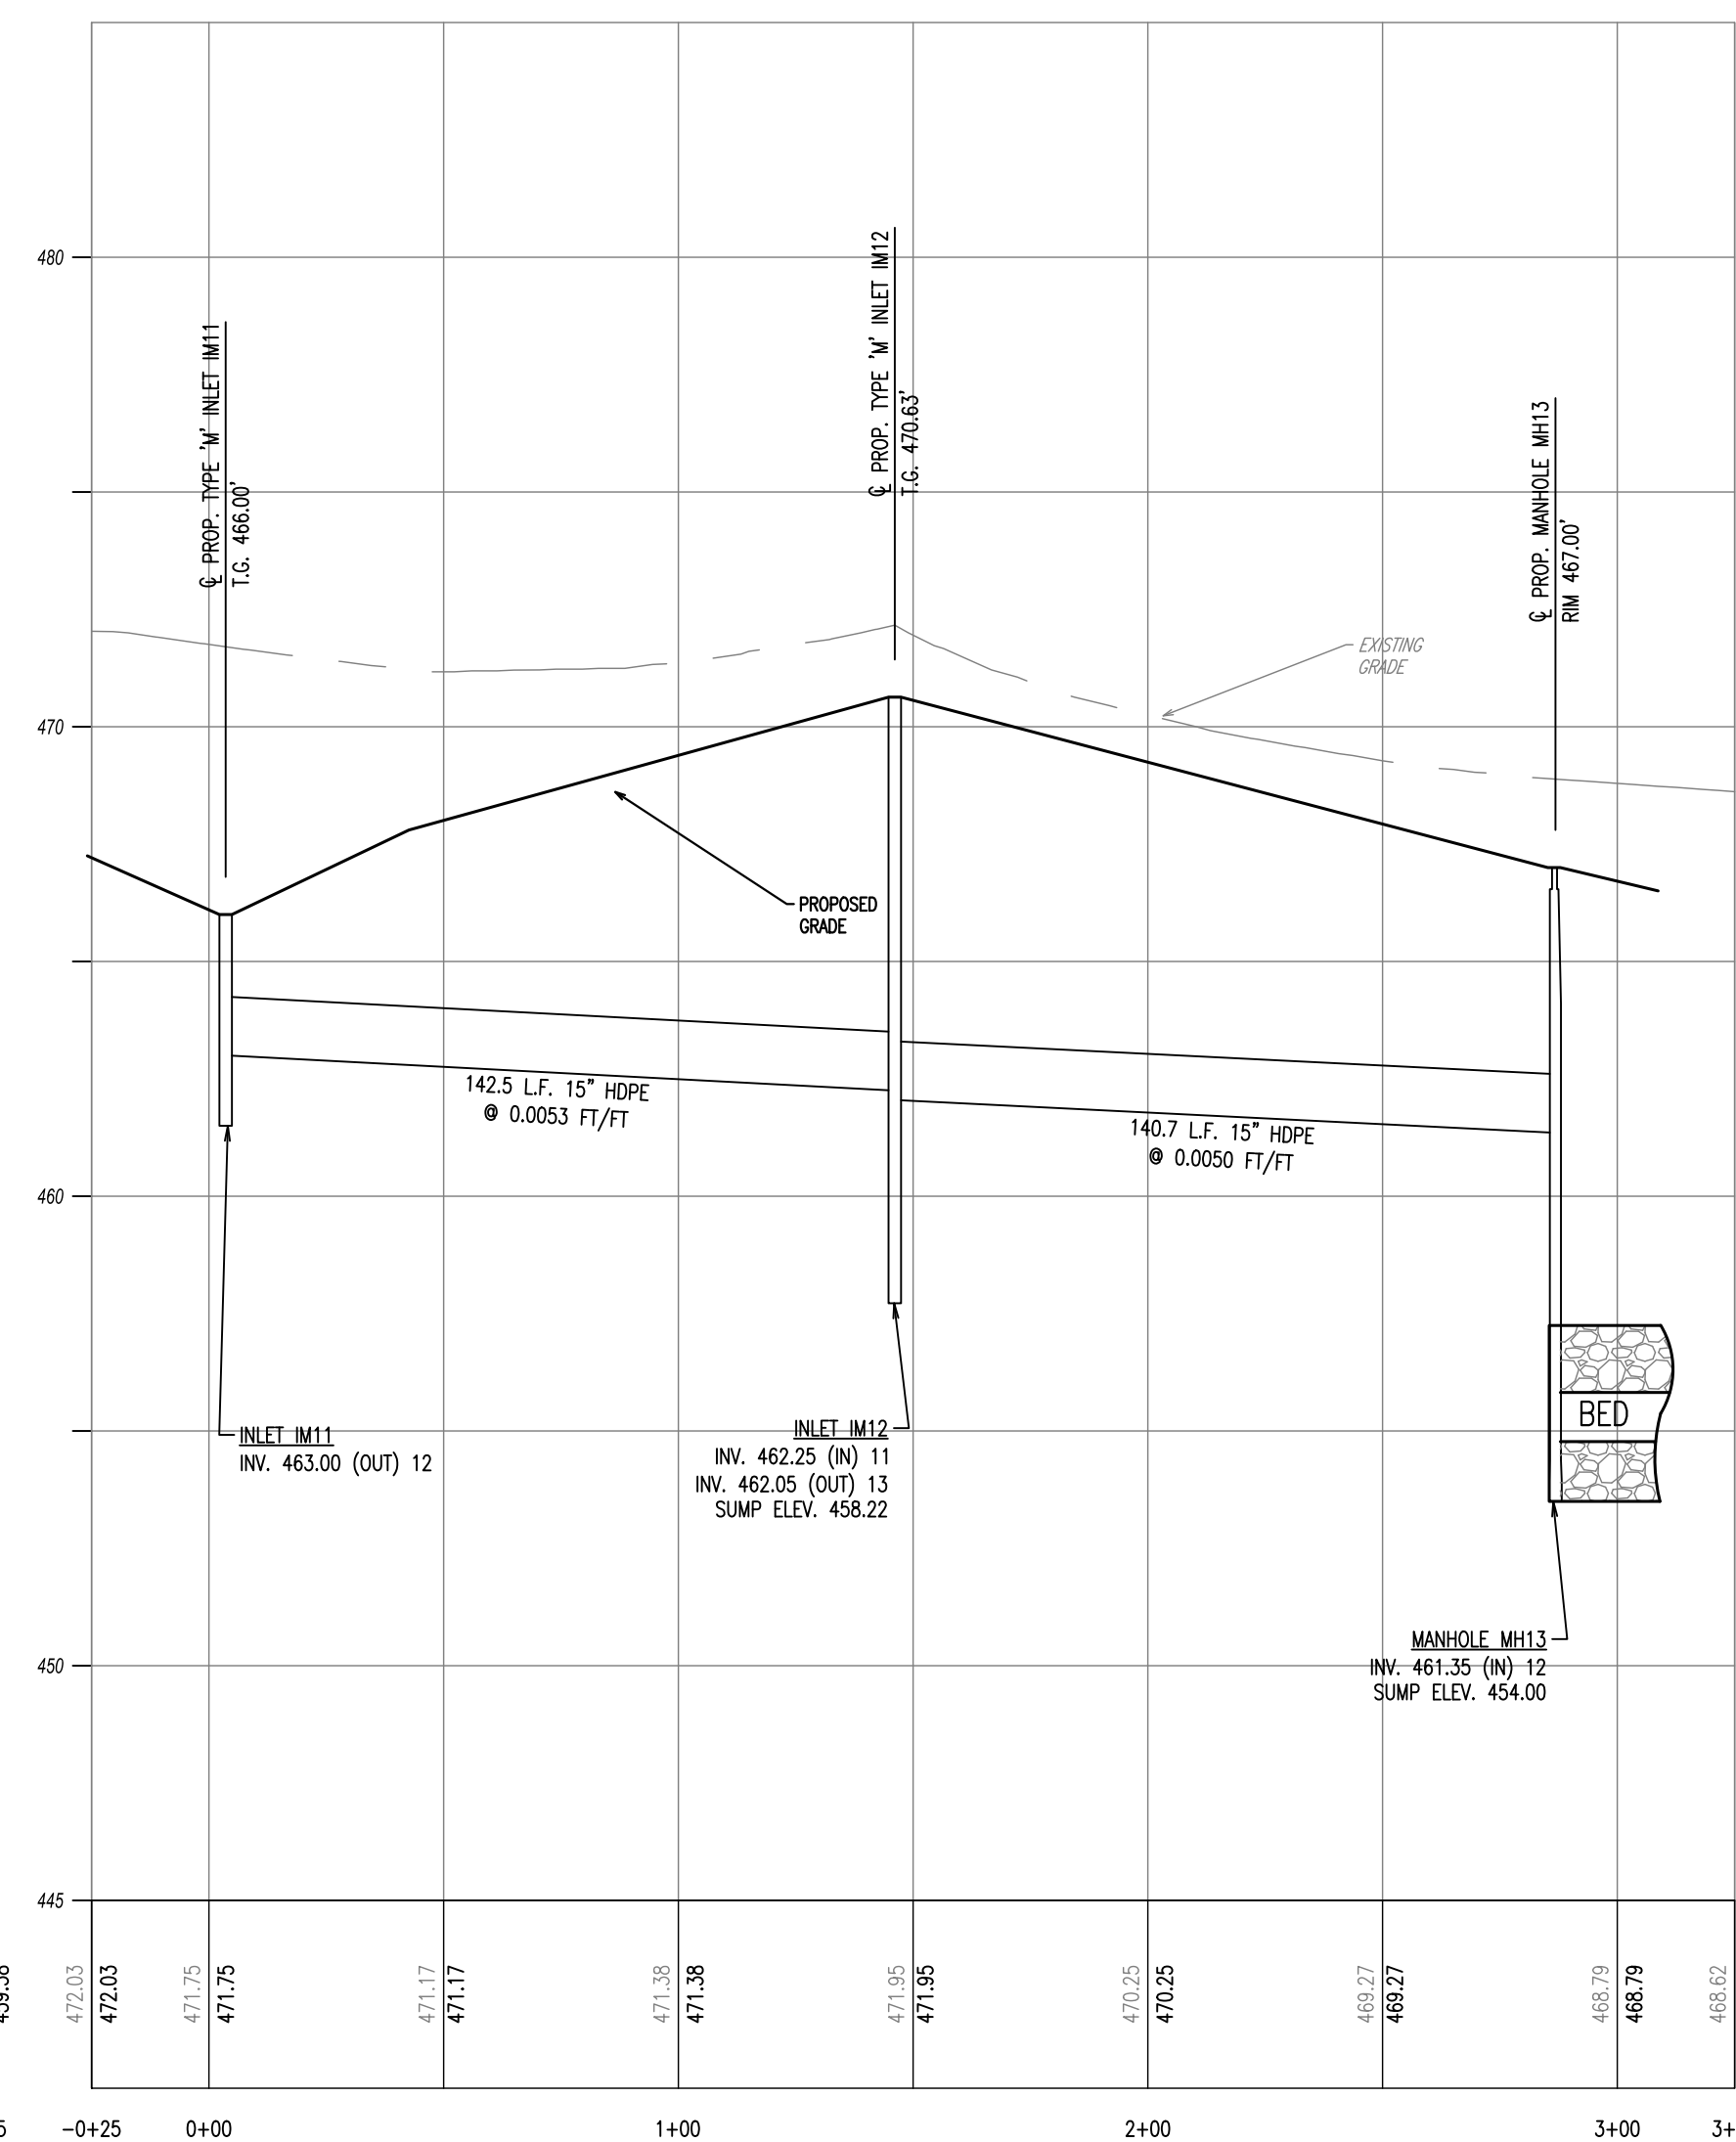 480
470
460
450
445
℄ PROP. TYPE 'M' INLET IM11
T.G. 466.00'
℄ PROP. TYPE 'M' INLET IM12
T.G. 470.63'
℄ PROP. MANHOLE MH13
RIM 467.00'
EXISTING
GRADE
PROPOSED
GRADE
142.5 L.F. 15" HDPE
@ 0.0053 FT/FT
140.7 L.F. 15" HDPE
@ 0.0050 FT/FT
BED
INLET IM11
INV. 463.00 (OUT) 12
INLET IM12
INV. 462.25 (IN) 11
INV. 462.05 (OUT) 13
SUMP ELEV. 458.22
MANHOLE MH13
INV. 461.35 (IN) 12
SUMP ELEV. 454.00
472.03
472.03
471.75
471.75
471.17
471.17
471.38
471.38
471.95
471.95
470.25
470.25
469.27
469.27
468.79
468.79
468.62
-0+25
0+00
1+00
2+00
3+00
3+